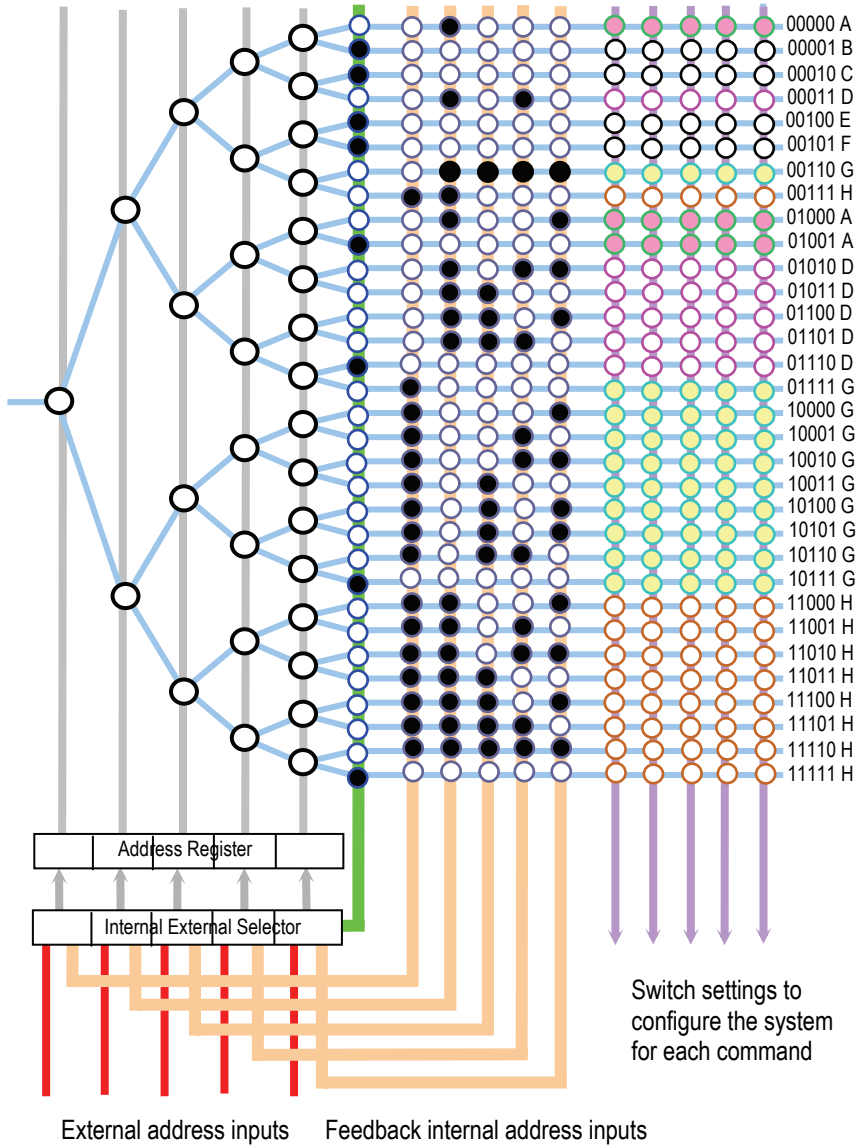 00000 A
00001 B
00010 C
00011 D
00100 E
00101 F
00110 G
00111 H
01000 A
01001 A
01010 D
01011 D
01100 D
01101 D
01110 D
01111 G
10000 G
10001 G
10010 G
10011 G
10100 G
10101 G
10110 G
10111 G
11000 H
11001 H
11010 H
11011 H
11100 H
11101 H
11110 H
11111 H
Address Register
Internal External Selector
Switch settings to
configure the system
for each command
External address inputs
Feedback internal address inputs